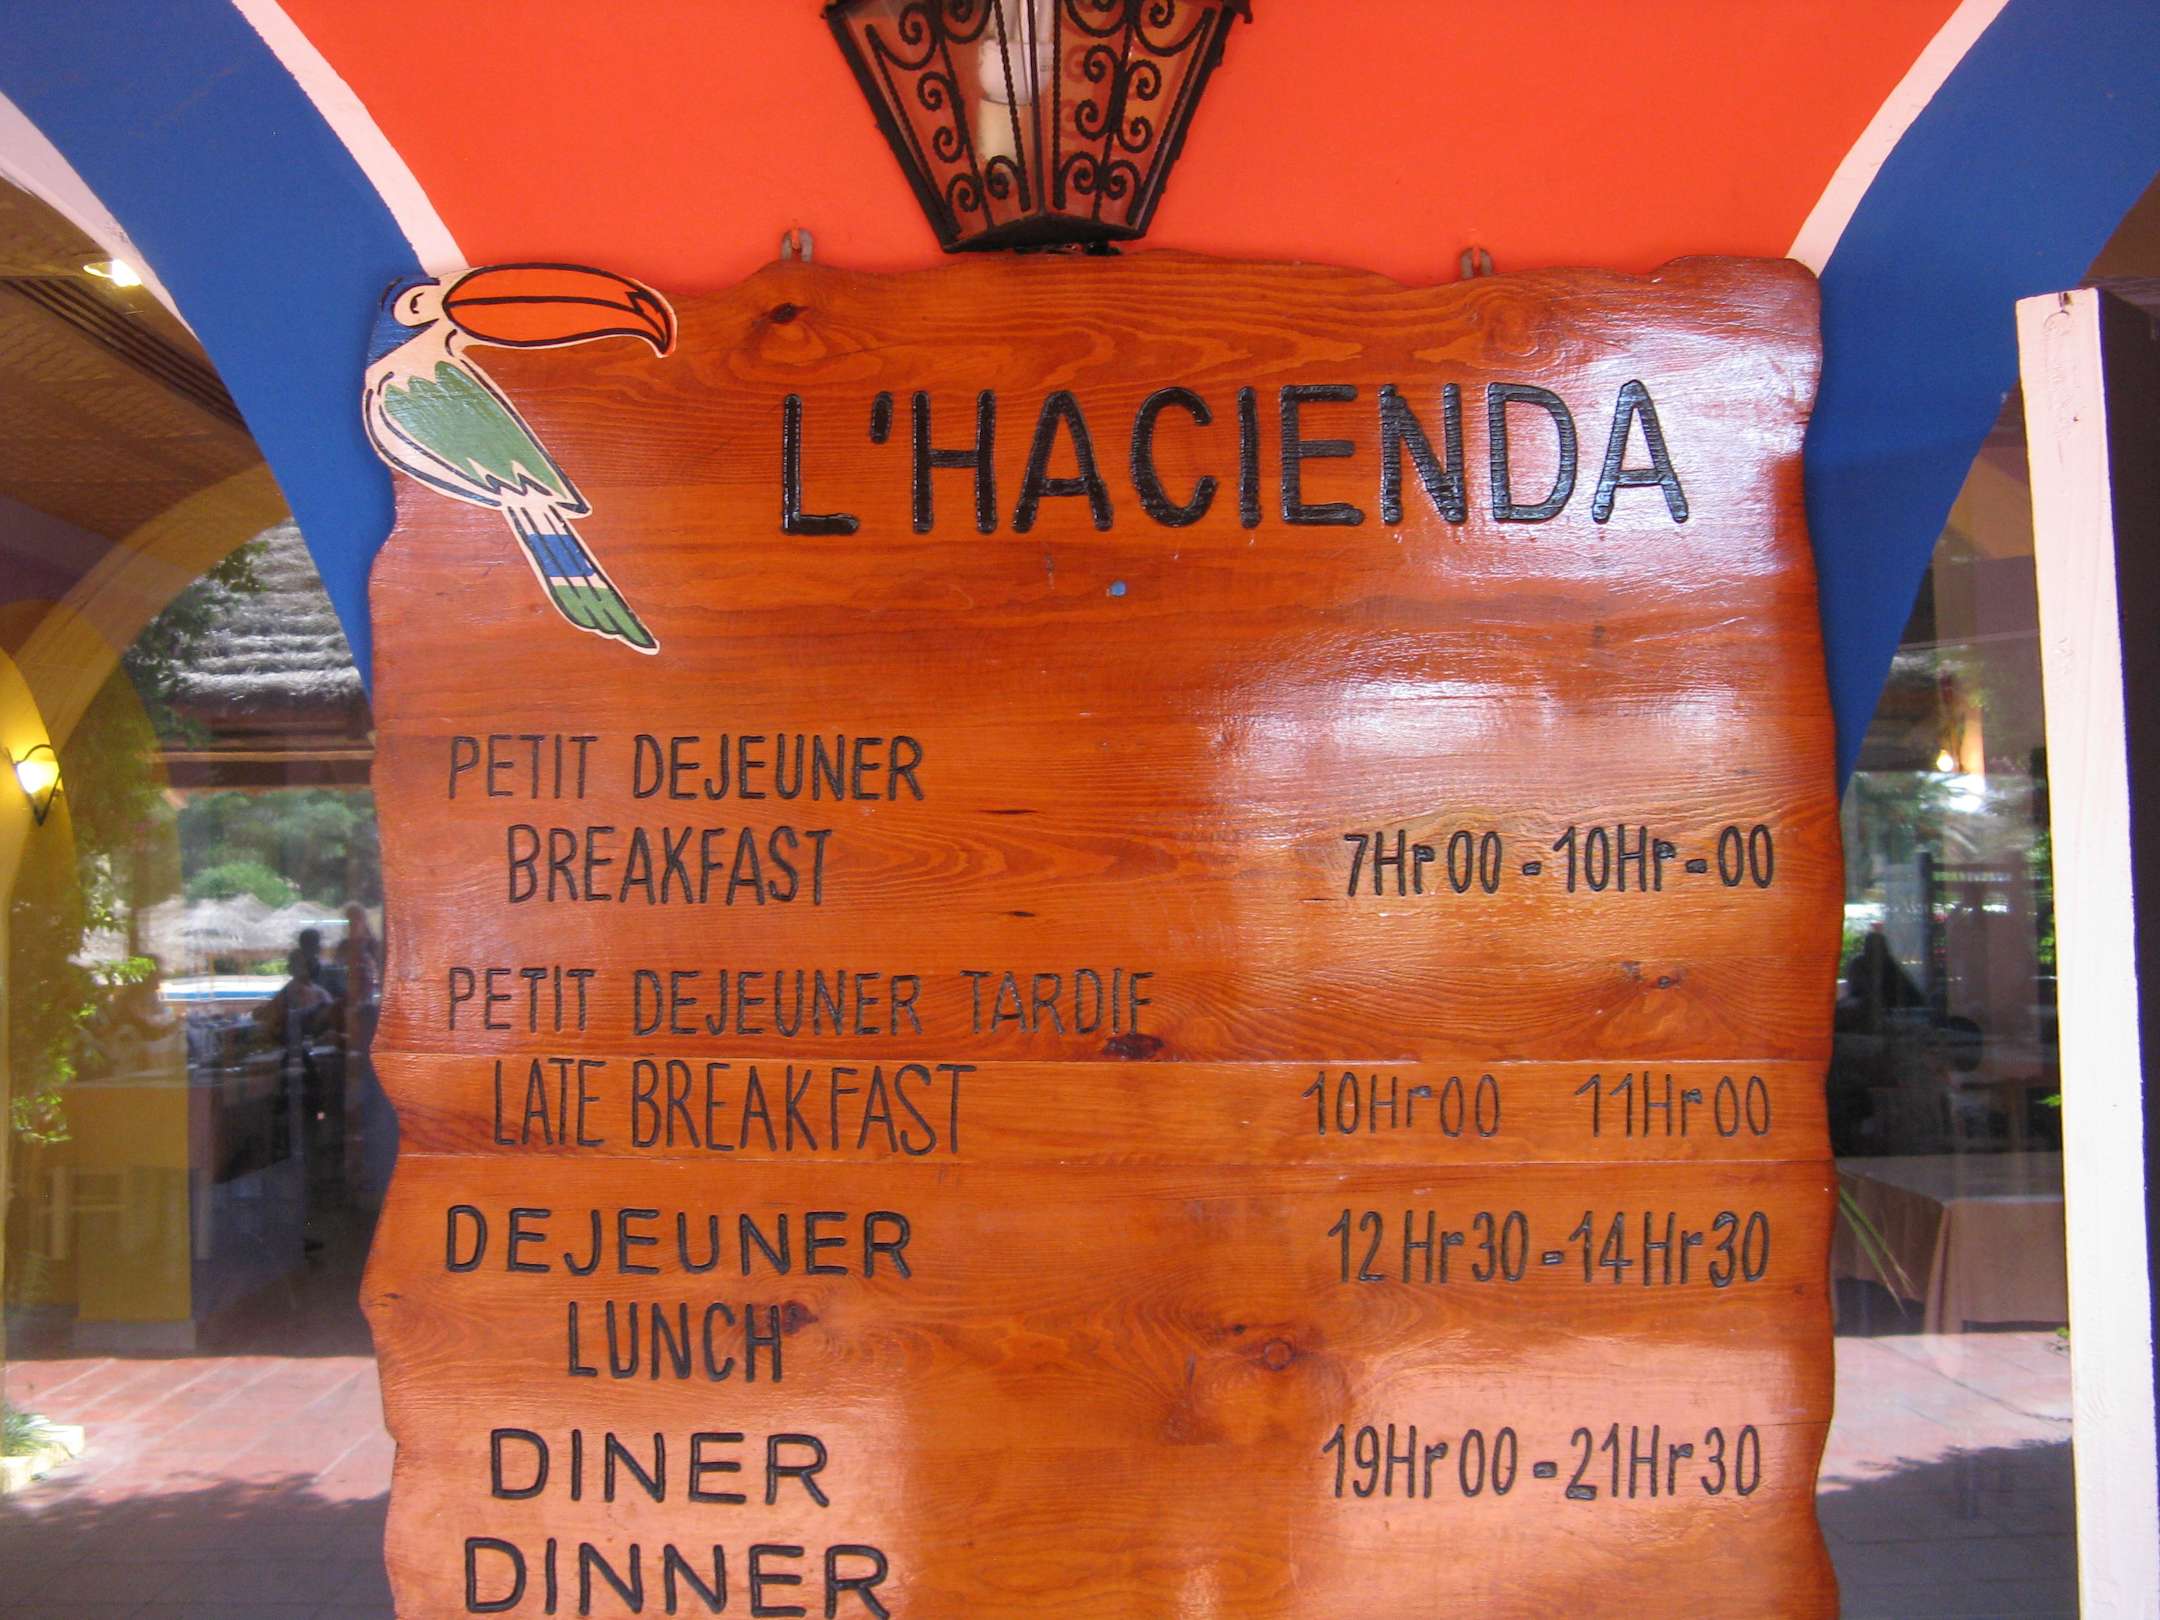 L'HACIENDA
PETIT DEJEUNER
BREAKFAST 7Hr00-10Hr-00
PETIT DEJEUNER TARDIF
LATE BREAKFAST 10Hr00 11Hr00
DEJEUNER 12Hr30-14Hr30
LUNCH
DINER 19Hr00-21Hr30
DINNER